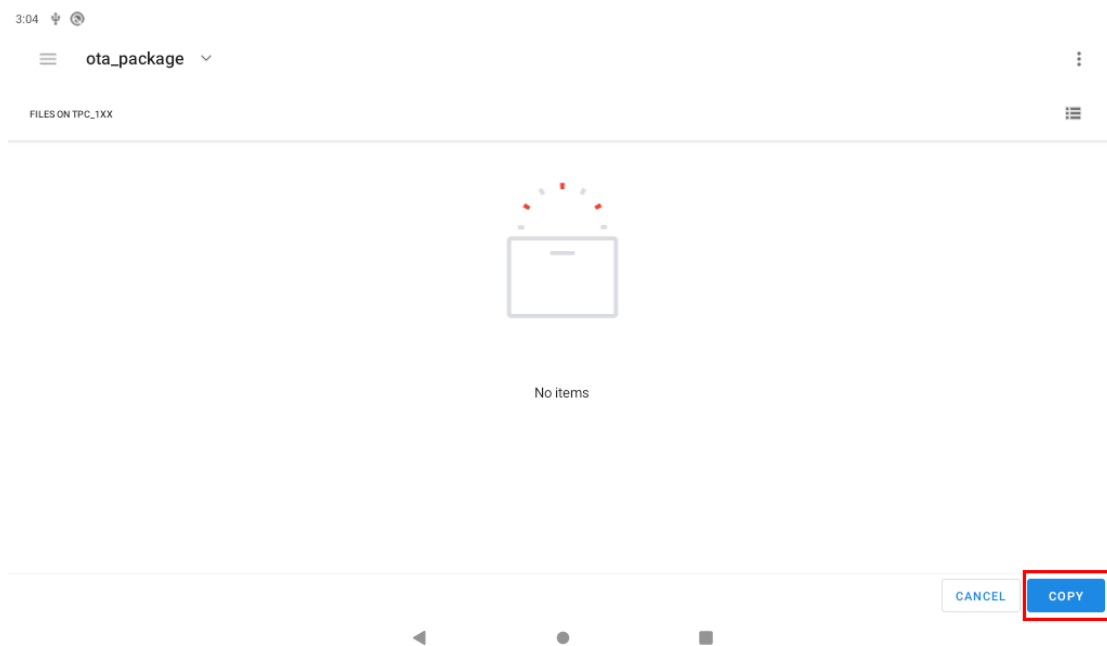 3:04
ota_package
FILES ON TPC_1XX
No items
CANCEL
COPY